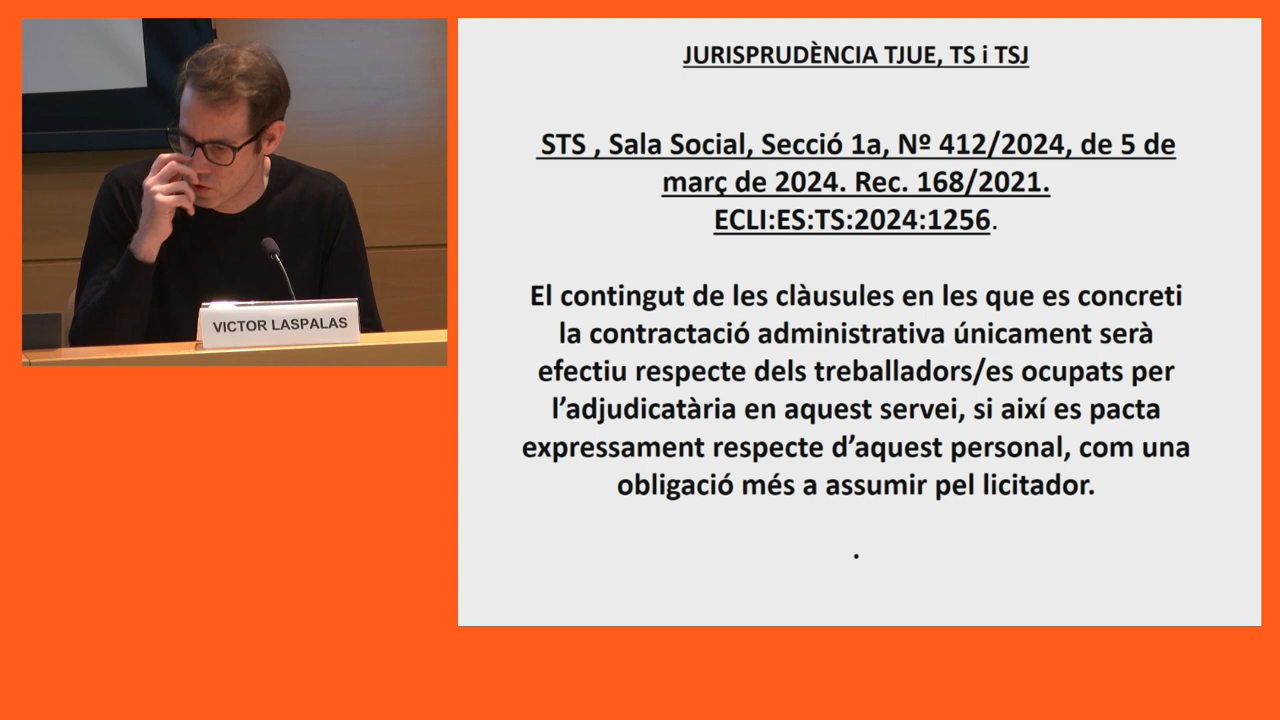 VICTOR LASPALAS
JURISPRUDÈNCIA TJUE, TS i TSJ
STS , Sala Social, Secció 1a, Nº 412/2024, de 5 de
març de 2024. Rec. 168/2021.
ECLI:ES:TS:2024:1256.
El contingut de les clàusules en les que es concreti
la contractació administrativa únicament serà
efectiu respecte dels treballadors/es ocupats per
l’adjudicatària en aquest servei, si així es pacta
expressament respecte d’aquest personal, com una
obligació més a assumir pel licitador.
.